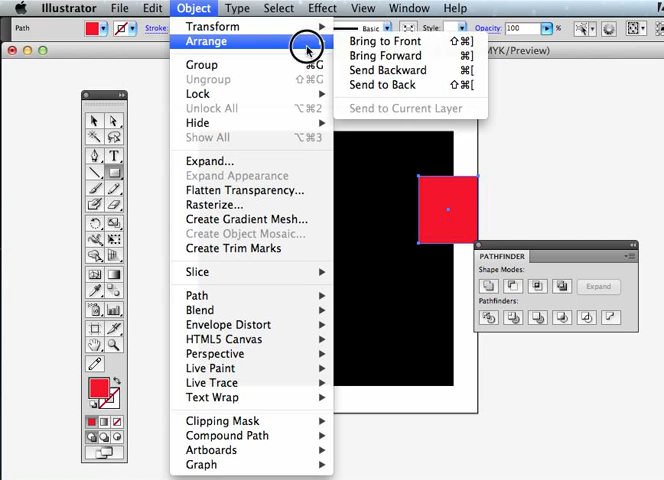 Illustrator File Edit Object Type Select Effect View Window Help
Path Stroke: Basic Style: Opacity: 100
MYK/Preview)
Transform
Arrange
Group ⌘G
Ungroup ⇧⌘G
Lock
Unlock All ⌥⌘2
Hide
Show All ⌥⌘3
Expand...
Expand Appearance
Flatten Transparency...
Rasterize...
Create Gradient Mesh...
Create Object Mosaic...
Create Trim Marks
Slice
Path
Blend
Envelope Distort
HTML5 Canvas
Perspective
Live Paint
Live Trace
Text Wrap
Clipping Mask
Compound Path
Artboards
Graph
Bring to Front ⇧⌘]
Bring Forward ⌘]
Send Backward ⌘[
Send to Back ⇧⌘[
Send to Current Layer
PATHFINDER
Shape Modes:
Expand
Pathfinders: